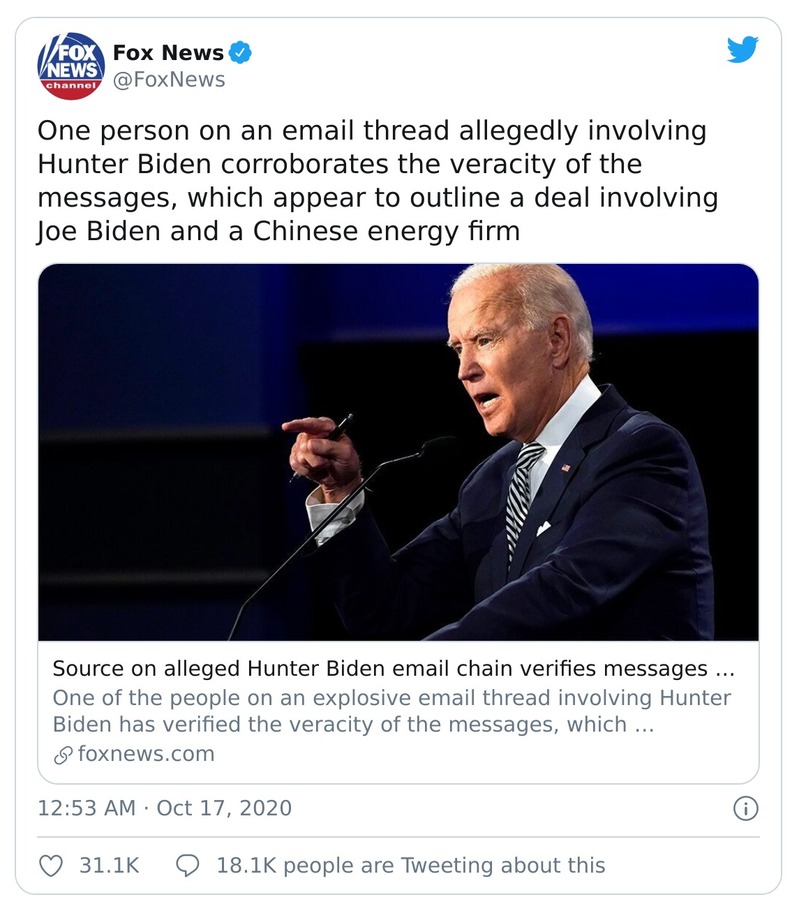 FOX
NEWS
channel
Fox News
@FoxNews
One person on an email thread allegedly involving
Hunter Biden corroborates the veracity of the
messages, which appear to outline a deal involving
Joe Biden and a Chinese energy firm
Source on alleged Hunter Biden email chain verifies messages ...
One of the people on an explosive email thread involving Hunter
Biden has verified the veracity of the messages, which ...
foxnews.com
12:53 AM · Oct 17, 2020
31.1K
18.1K people are Tweeting about this